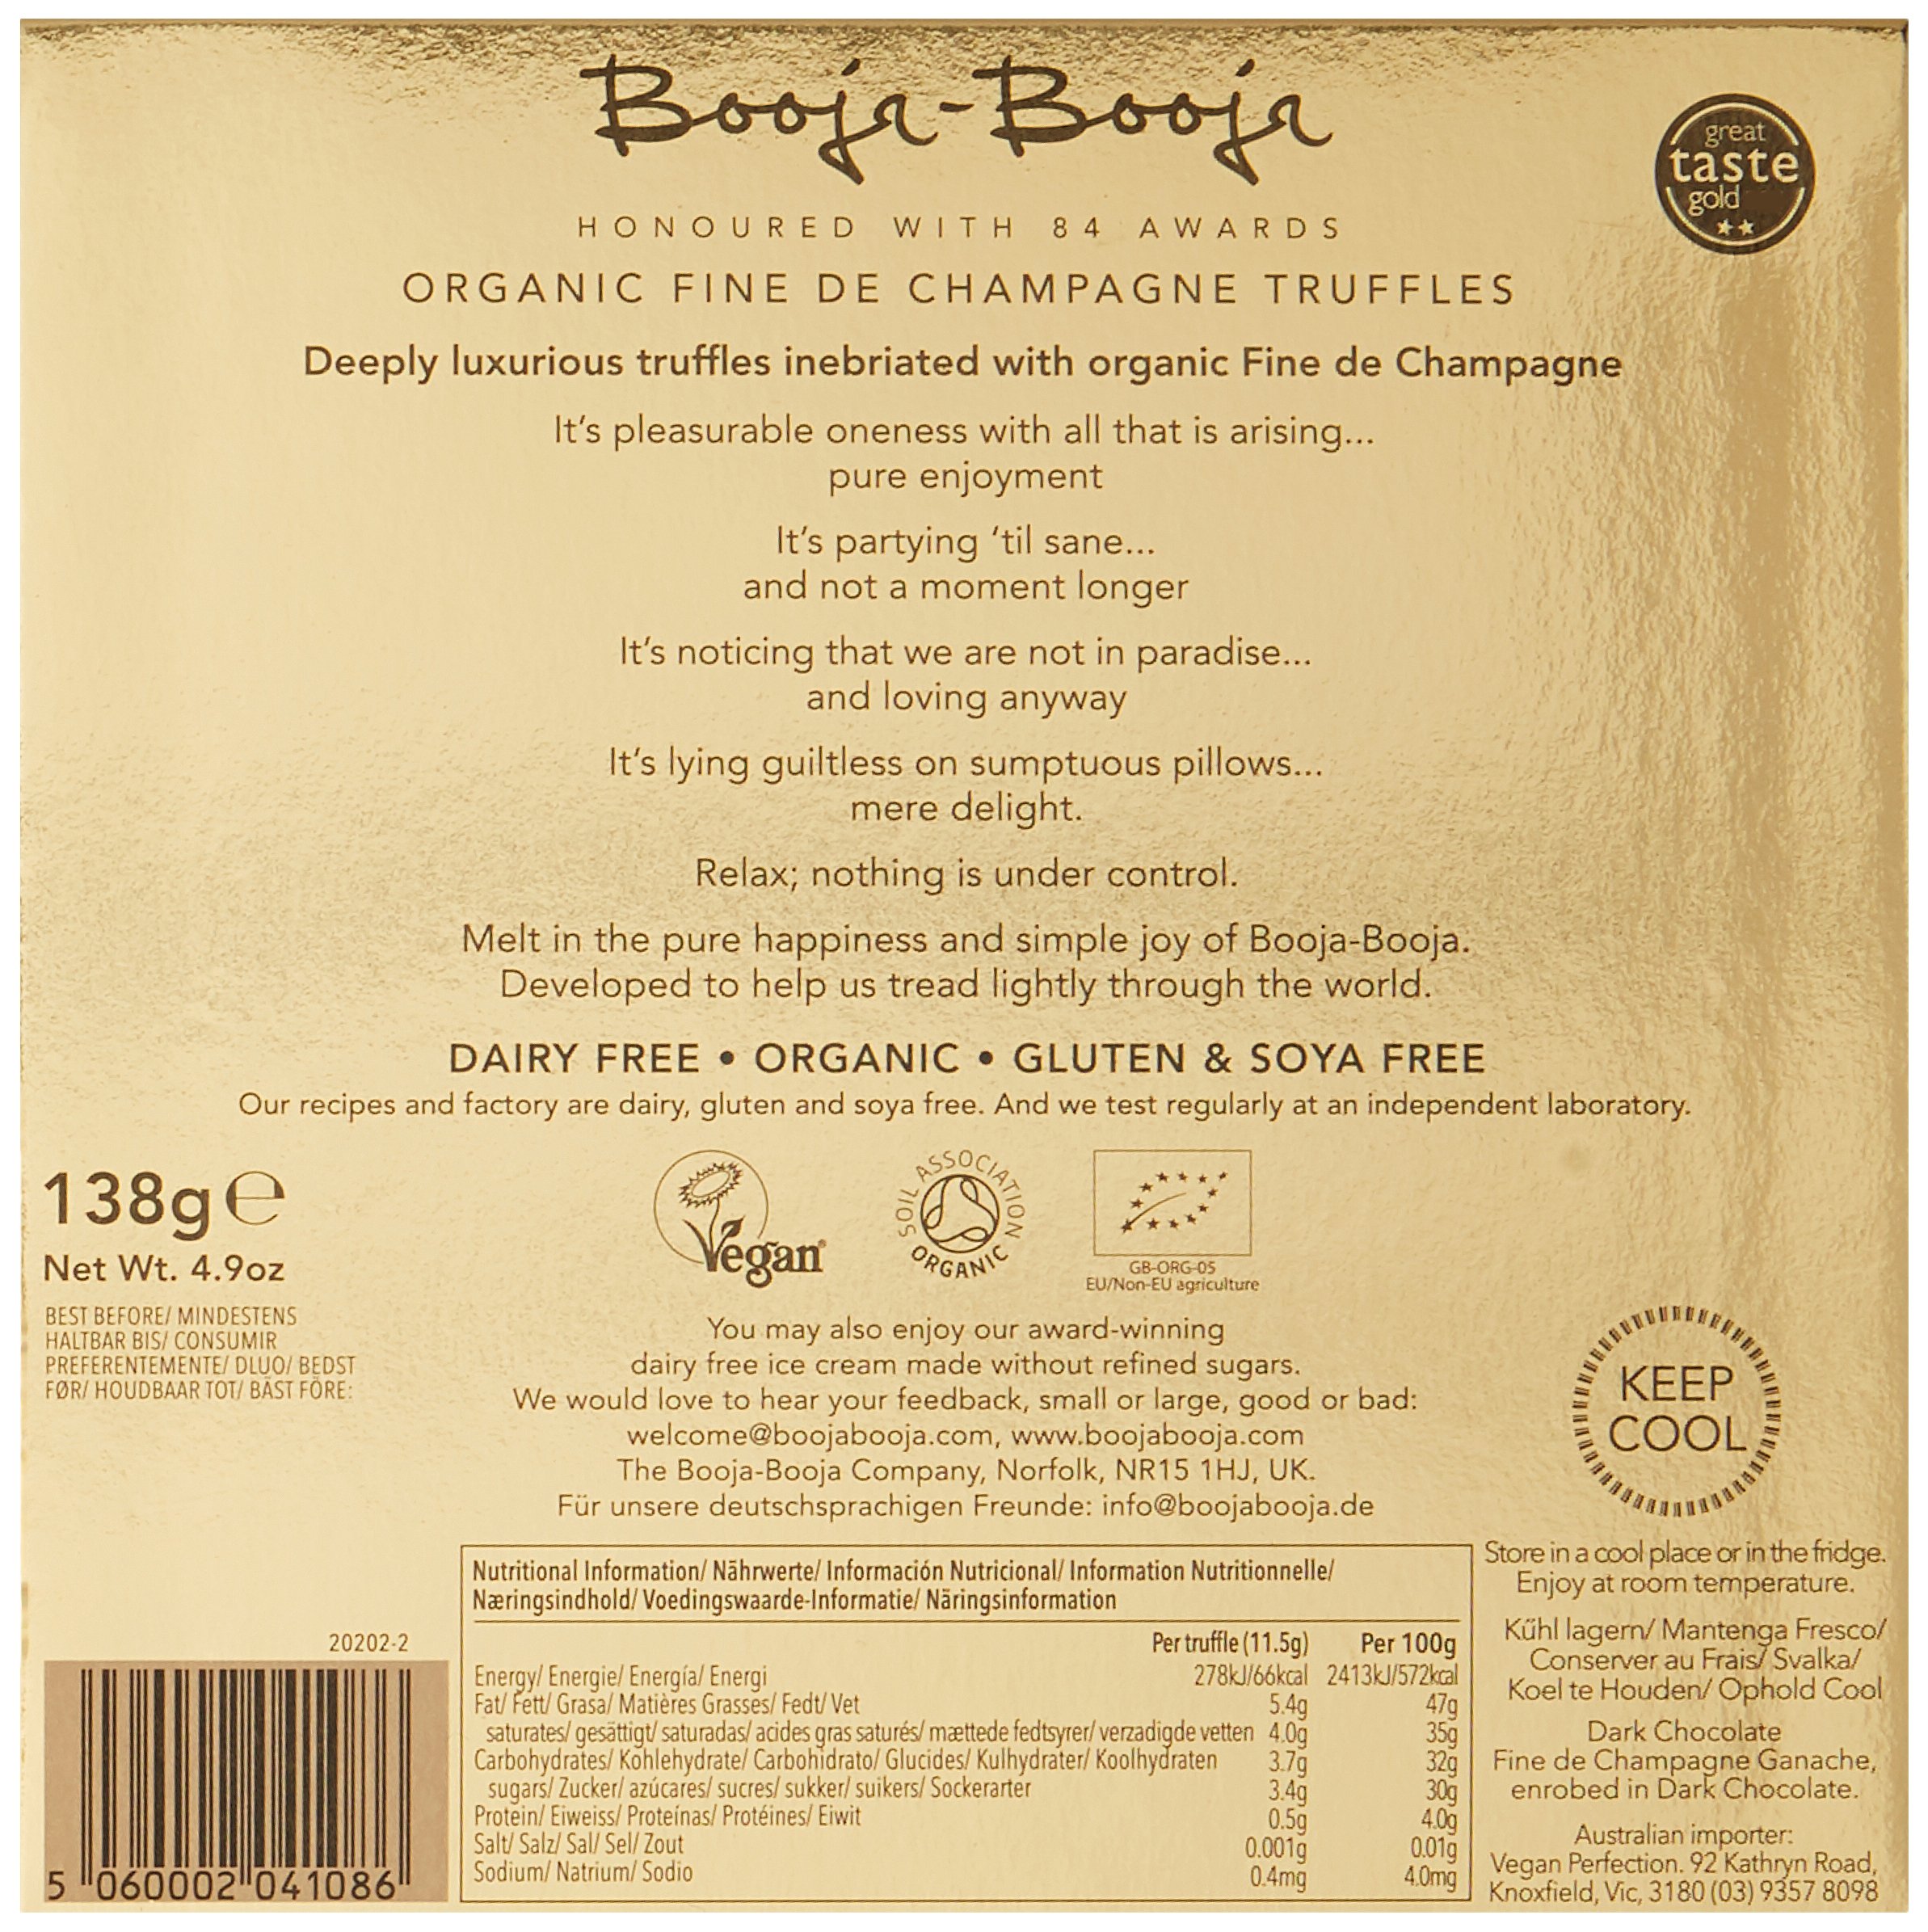 Booja-Booja
great
taste
gold
HONOURED WITH 84 AWARDS
ORGANIC FINE DE CHAMPAGNE TRUFFLES
Deeply luxurious truffles inebriated with organic Fine de Champagne
It's pleasurable oneness with all that is arising...
pure enjoyment
It's partying 'til sane...
and not a moment longer
It's noticing that we are not in paradise...
and loving anyway
It's lying guiltless on sumptuous pillows...
mere delight.
Relax; nothing is under control.
Melt in the pure happiness and simple joy of Booja-Booja.
Developed to help us tread lightly through the world.
DAIRY FREE • ORGANIC • GLUTEN & SOYA FREE
Our recipes and factory are dairy, gluten and soya free. And we test regularly at an independent laboratory.
138g℮
Net Wt. 4.9oz
BEST BEFORE/ MINDESTENS
HALTBAR BIS/ CONSUMIR
PREFERENTEMENTE/ DLUO/ BEDST
FØR/ HOUDBAAR TOT/ BÄST FÖRE:
Vegan
SOIL ASSOCIATION
ORGANIC
GB-ORG-05
EU/Non-EU agriculture
You may also enjoy our award-winning
dairy free ice cream made without refined sugars.
We would love to hear your feedback, small or large, good or bad:
welcome@boojabooja.com, www.boojabooja.com
The Booja-Booja Company, Norfolk, NR15 1HJ, UK.
Für unsere deutschsprachigen Freunde: info@boojabooja.de
KEEP
COOL
20202-2
5 060002 041086
Nutritional Information/ Nährwerte/ Información Nutricional/ Information Nutritionnelle/
Næringsindhold/ Voedingswaarde-Informatie/ Näringsinformation
Per truffle (11.5g) Per 100g
Energy/ Energie/ Energía/ Energi 278kJ/66kcal 2413kJ/572kcal
Fat/ Fett/ Grasa/ Matières Grasses/ Fedt/ Vet 5.4g 47g
saturates/ gesättigt/ saturadas/ acides gras saturés/ mættede fedtsyrer/ verzadigde vetten 4.0g 35g
Carbohydrates/ Kohlehydrate/ Carbohidrato/ Glucides/ Kulhydrater/ Koolhydraten 3.7g 32g
sugars/ Zucker/ azúcares/ sucres/ sukker/ suikers/ Sockerarter 3.4g 30g
Protein/ Eiweiss/ Proteínas/ Protéines/ Eiwit 0.5g 4.0g
Salt/ Salz/ Sal/ Sel/ Zout 0.001g 0.01g
Sodium/ Natrium/ Sodio 0.4mg 4.0mg
Store in a cool place or in the fridge.
Enjoy at room temperature.
Kühl lagern/ Mantenga Fresco/
Conserver au Frais/ Svalka/
Koel te Houden/ Ophold Cool
Dark Chocolate
Fine de Champagne Ganache,
enrobed in Dark Chocolate.
Australian importer:
Vegan Perfection. 92 Kathryn Road,
Knoxfield, Vic, 3180 (03) 9357 8098